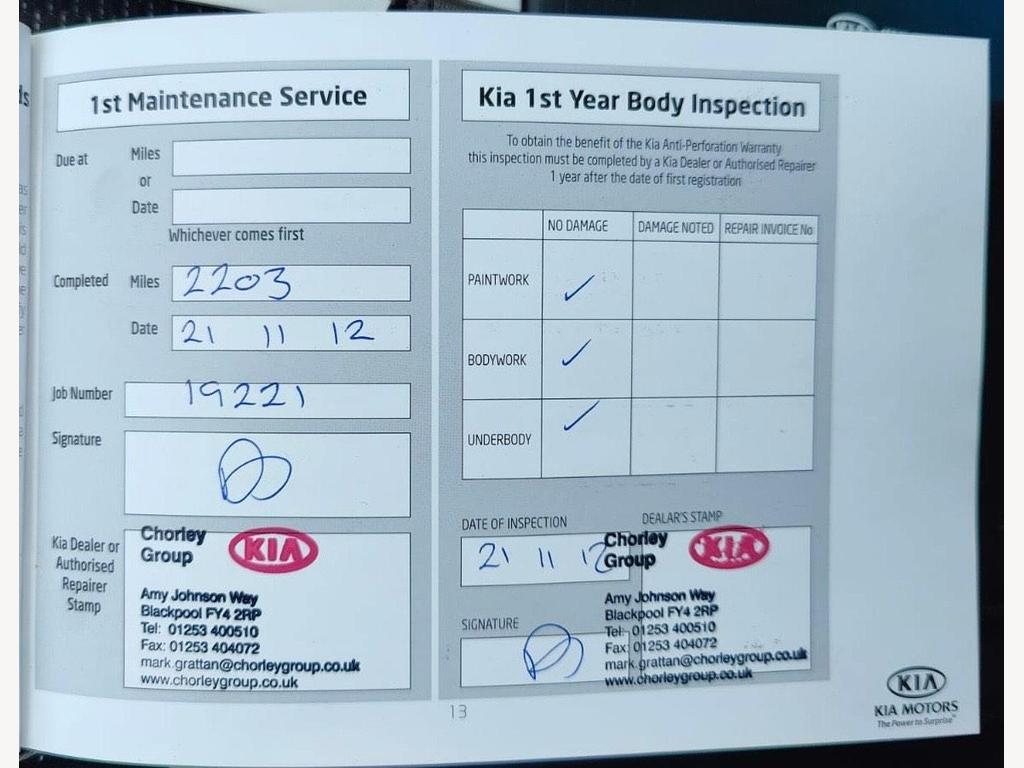 1st Maintenance Service
Due at
Miles
or
Date
Whichever comes first
Completed
Miles
2203
Date
21 11 12
Job Number
19221
Signature
Kia Dealer or
Authorised
Repairer
Stamp
Chorley
Group
KIA
Amy Johnson Way
Blackpool FY4 2RP
Tel: 01253 400510
Fax: 01253 404072
mark.grattan@chorleygroup.co.uk
www.chorleygroup.co.uk
Kia 1st Year Body Inspection
To obtain the benefit of the Kia Anti-Perforation Warranty
this inspection must be completed by a Kia Dealer or Authorised Repairer
1 year after the date of first registration
NO DAMAGE
DAMAGE NOTED
REPAIR INVOICE No
PAINTWORK
BODYWORK
UNDERBODY
DATE OF INSPECTION
21 11 12
DEALAR'S STAMP
SIGNATURE
Chorley
Group
KIA
Amy Johnson Way
Blackpool FY4 2RP
Tel: 01253 400510
Fax: 01253 404072
mark.grattan@chorleygroup.co.uk
www.chorleygroup.co.uk
13
KIA
KIA MOTORS
The Power to Surprise™